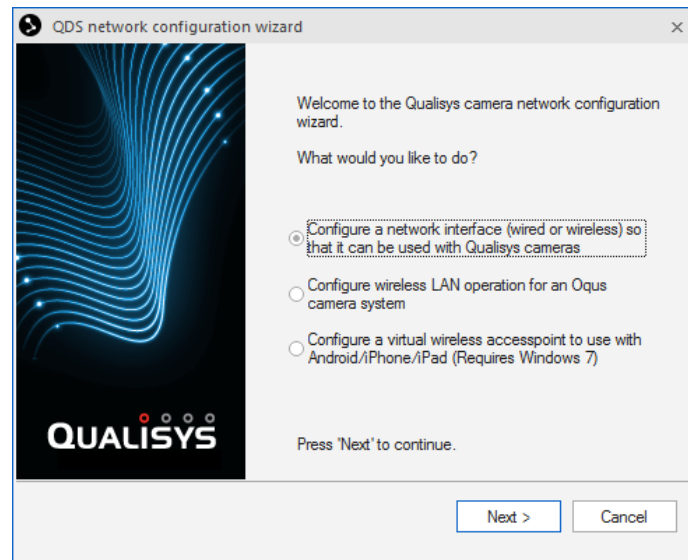 QDS network configuration wizard
Welcome to the Qualisys camera network configuration
wizard.
What would you like to do?
Configure a network interface (wired or wireless) so
that it can be used with Qualisys cameras
Configure wireless LAN operation for an Oqus
camera system
Configure a virtual wireless accesspoint to use with
Android/iPhone/iPad (Requires Windows 7)
QUALISYS
Press 'Next' to continue.
Next >
Cancel